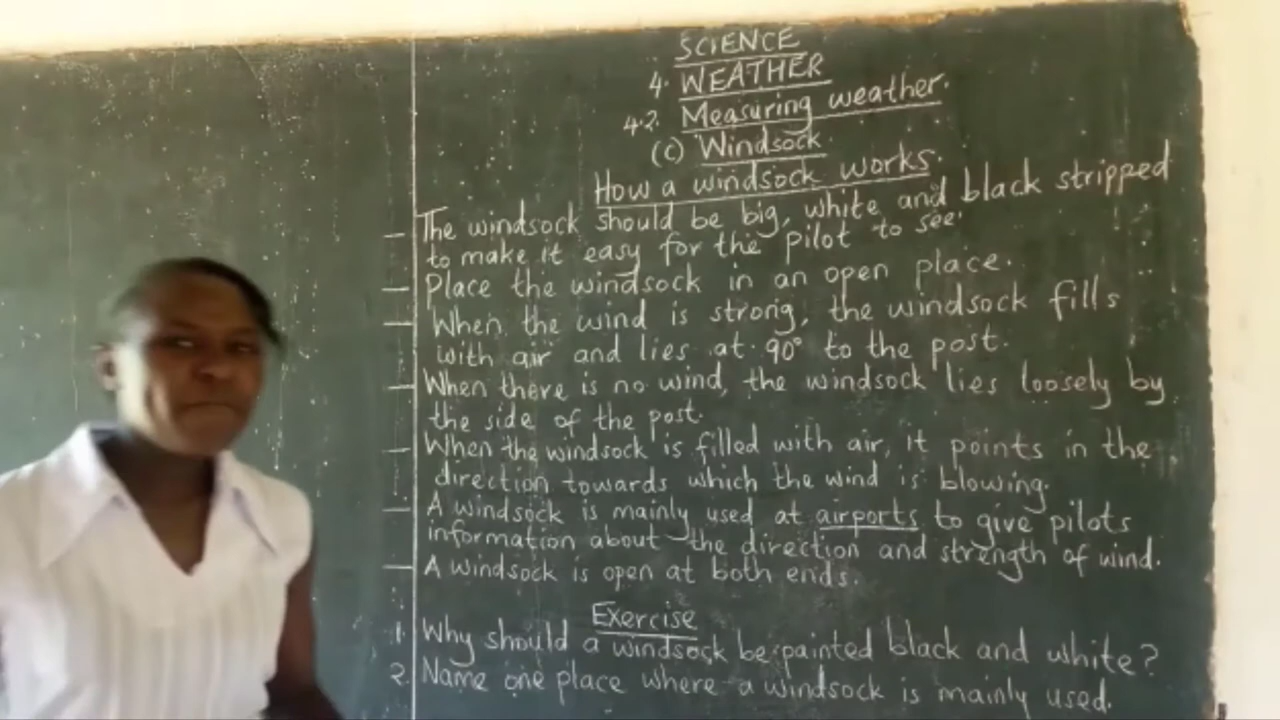 SCIENCE
4. WEATHER
4.2. Measuring weather.
(c) Windsock
How a windsock works.
— The windsock should be big, white and black stripped
to make it easy for the pilot to see.
— Place the windsock in an open place.
— When the wind is strong, the windsock fills
with air and lies at 90° to the post.
— When there is no wind, the windsock lies loosely by
the side of the post.
— When the windsock is filled with air, it points in the
direction towards which the wind is blowing.
— A windsock is mainly used at airports to give pilots
information about the direction and strength of wind.
— A windsock is open at both ends.
Exercise
1. Why should a windsock be painted black and white?
2. Name one place where a windsock is mainly used.